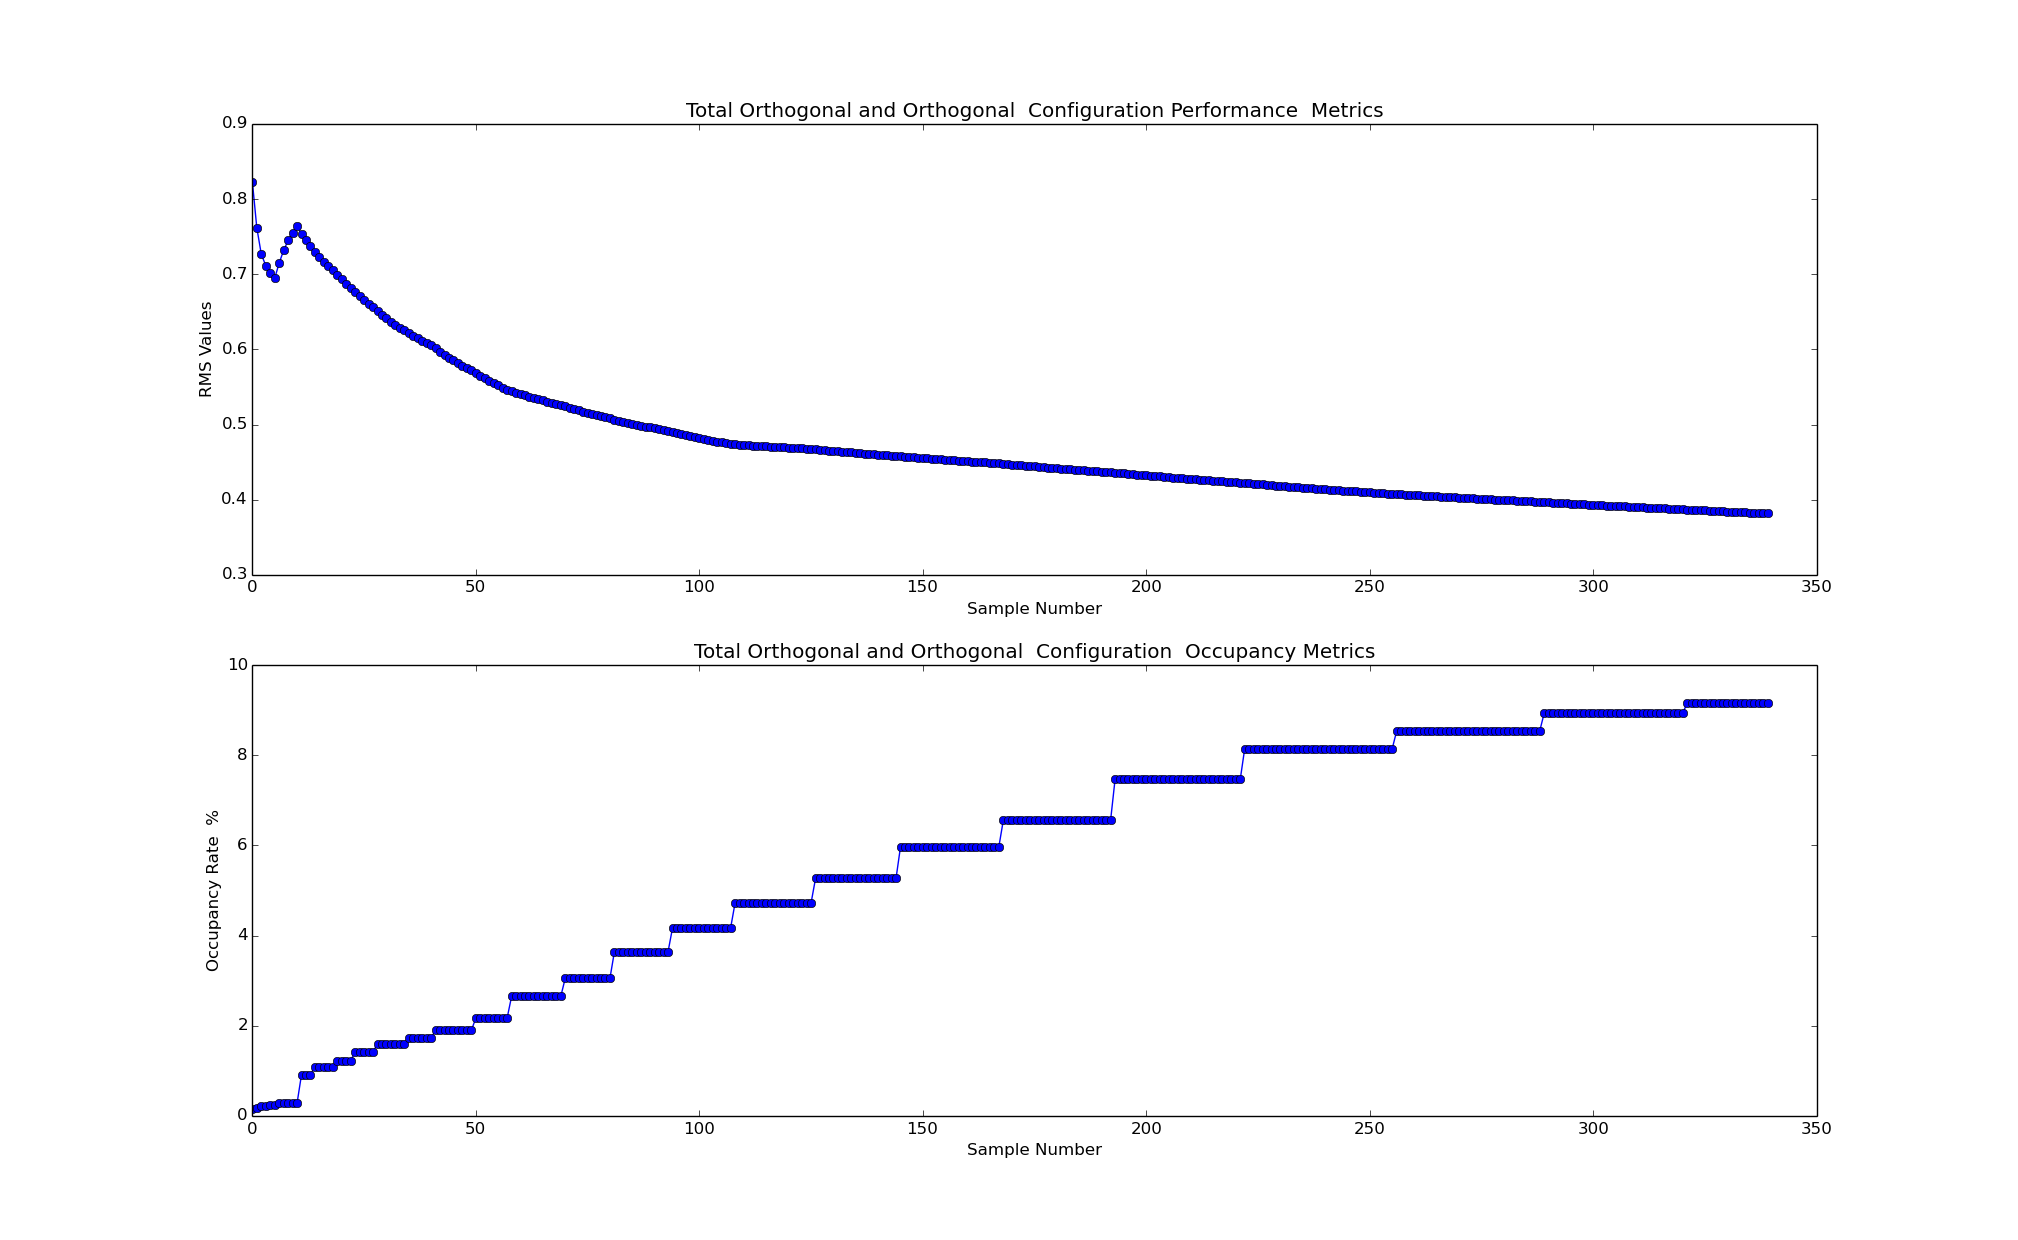 Total Orthogonal and Orthogonal  Configuration Performance  Metrics
0.9
0.8
0.7
0.6
0.5
0.4
0.3
RMS Values
0 50 100 150 200 250 300 350
Sample Number
Total Orthogonal and Orthogonal  Configuration  Occupancy Metrics
10
8
6
4
2
0
Occupancy Rate  %
0 50 100 150 200 250 300 350
Sample Number